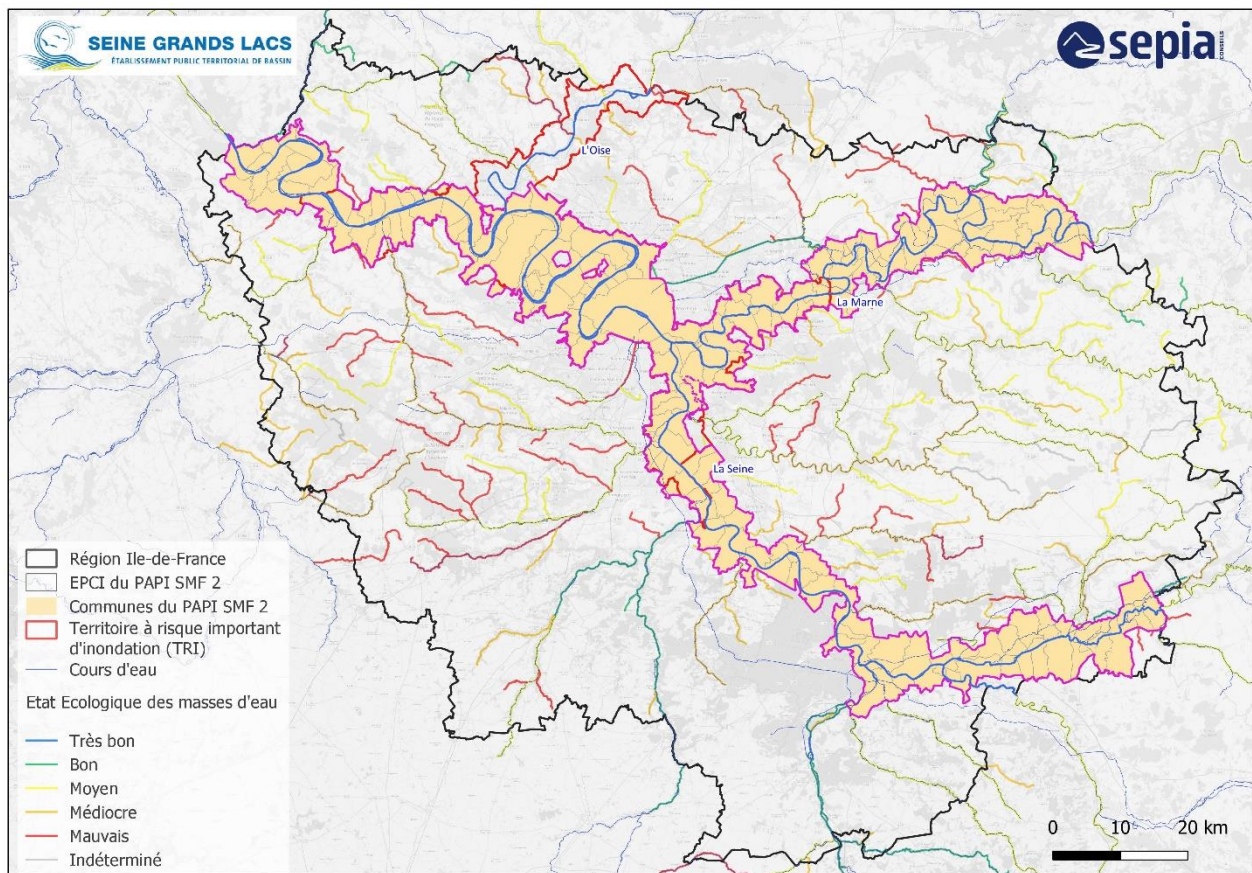 SEINE GRANDS LACS
ÉTABLISSEMENT PUBLIC TERRITORIAL DE BASSIN
sepia
CONSEILS
L'Oise
La Marne
La Seine
Région Ile-de-France
EPCI du PAPI SMF 2
Communes du PAPI SMF 2
Territoire à risque important
d'inondation (TRI)
Cours d'eau
Etat Ecologique des masses d'eau
Très bon
Bon
Moyen
Médiocre
Mauvais
Indéterminé
0 10 20 km